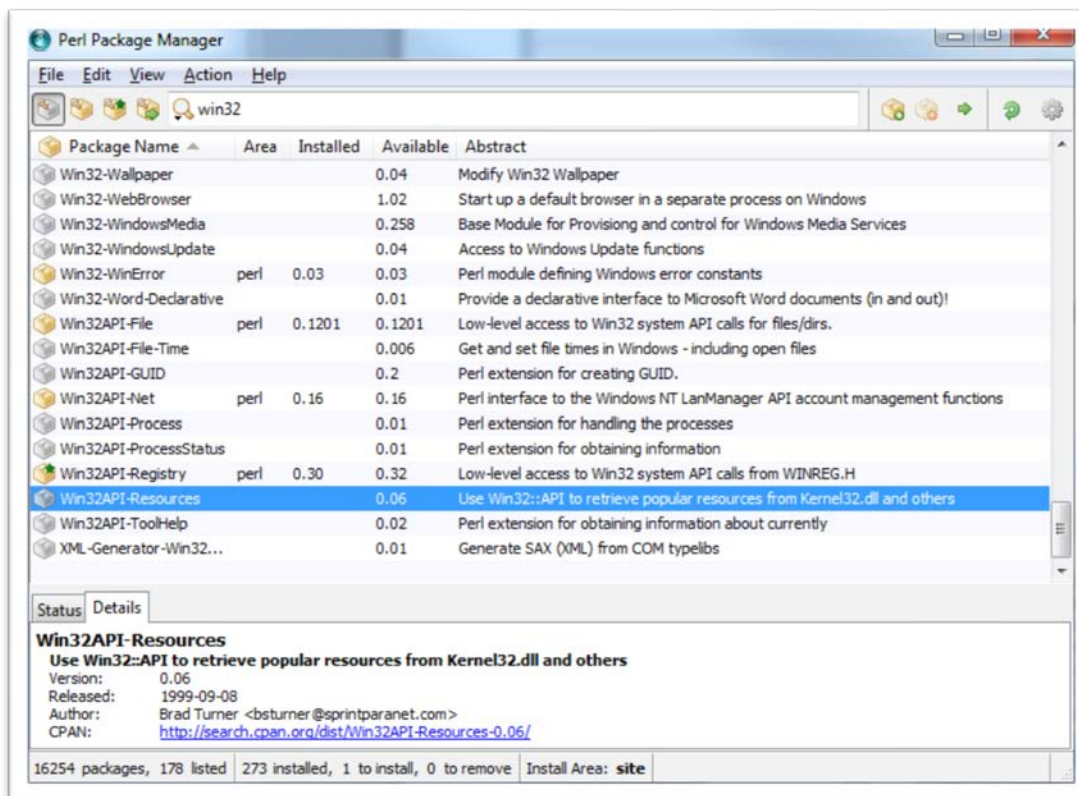 Perl Package Manager
File Edit View Action Help
win32
Package Name Area Installed Available Abstract
Win32-Wallpaper 0.04 Modify Win32 Wallpaper
Win32-WebBrowser 1.02 Start up a default browser in a separate process on Windows
Win32-WindowsMedia 0.258 Base Module for Provisiong and control for Windows Media Services
Win32-WindowsUpdate 0.04 Access to Windows Update functions
Win32-WinError perl 0.03 0.03 Perl module defining Windows error constants
Win32-Word-Declarative 0.01 Provide a declarative interface to Microsoft Word documents (in and out)!
Win32API-File perl 0.1201 0.1201 Low-level access to Win32 system API calls for files/dirs.
Win32API-File-Time 0.006 Get and set file times in Windows - including open files
Win32API-GUID 0.2 Perl extension for creating GUID.
Win32API-Net perl 0.16 0.16 Perl interface to the Windows NT LanManager API account management functions
Win32API-Process 0.01 Perl extension for handling the processes
Win32API-ProcessStatus 0.01 Perl extension for obtaining information
Win32API-Registry perl 0.30 0.32 Low-level access to Win32 system API calls from WINREG.H
Win32API-Resources 0.06 Use Win32::API to retrieve popular resources from Kernel32.dll and others
Win32API-ToolHelp 0.02 Perl extension for obtaining information about currently
XML-Generator-Win32... 0.01 Generate SAX (XML) from COM typelibs
Status Details
Win32API-Resources
Use Win32::API to retrieve popular resources from Kernel32.dll and others
Version: 0.06
Released: 1999-09-08
Author: Brad Turner <bsturner@sprintparanet.com>
CPAN: http://search.cpan.org/dist/Win32API-Resources-0.06/
16254 packages, 178 listed 273 installed, 1 to install, 0 to remove Install Area: site